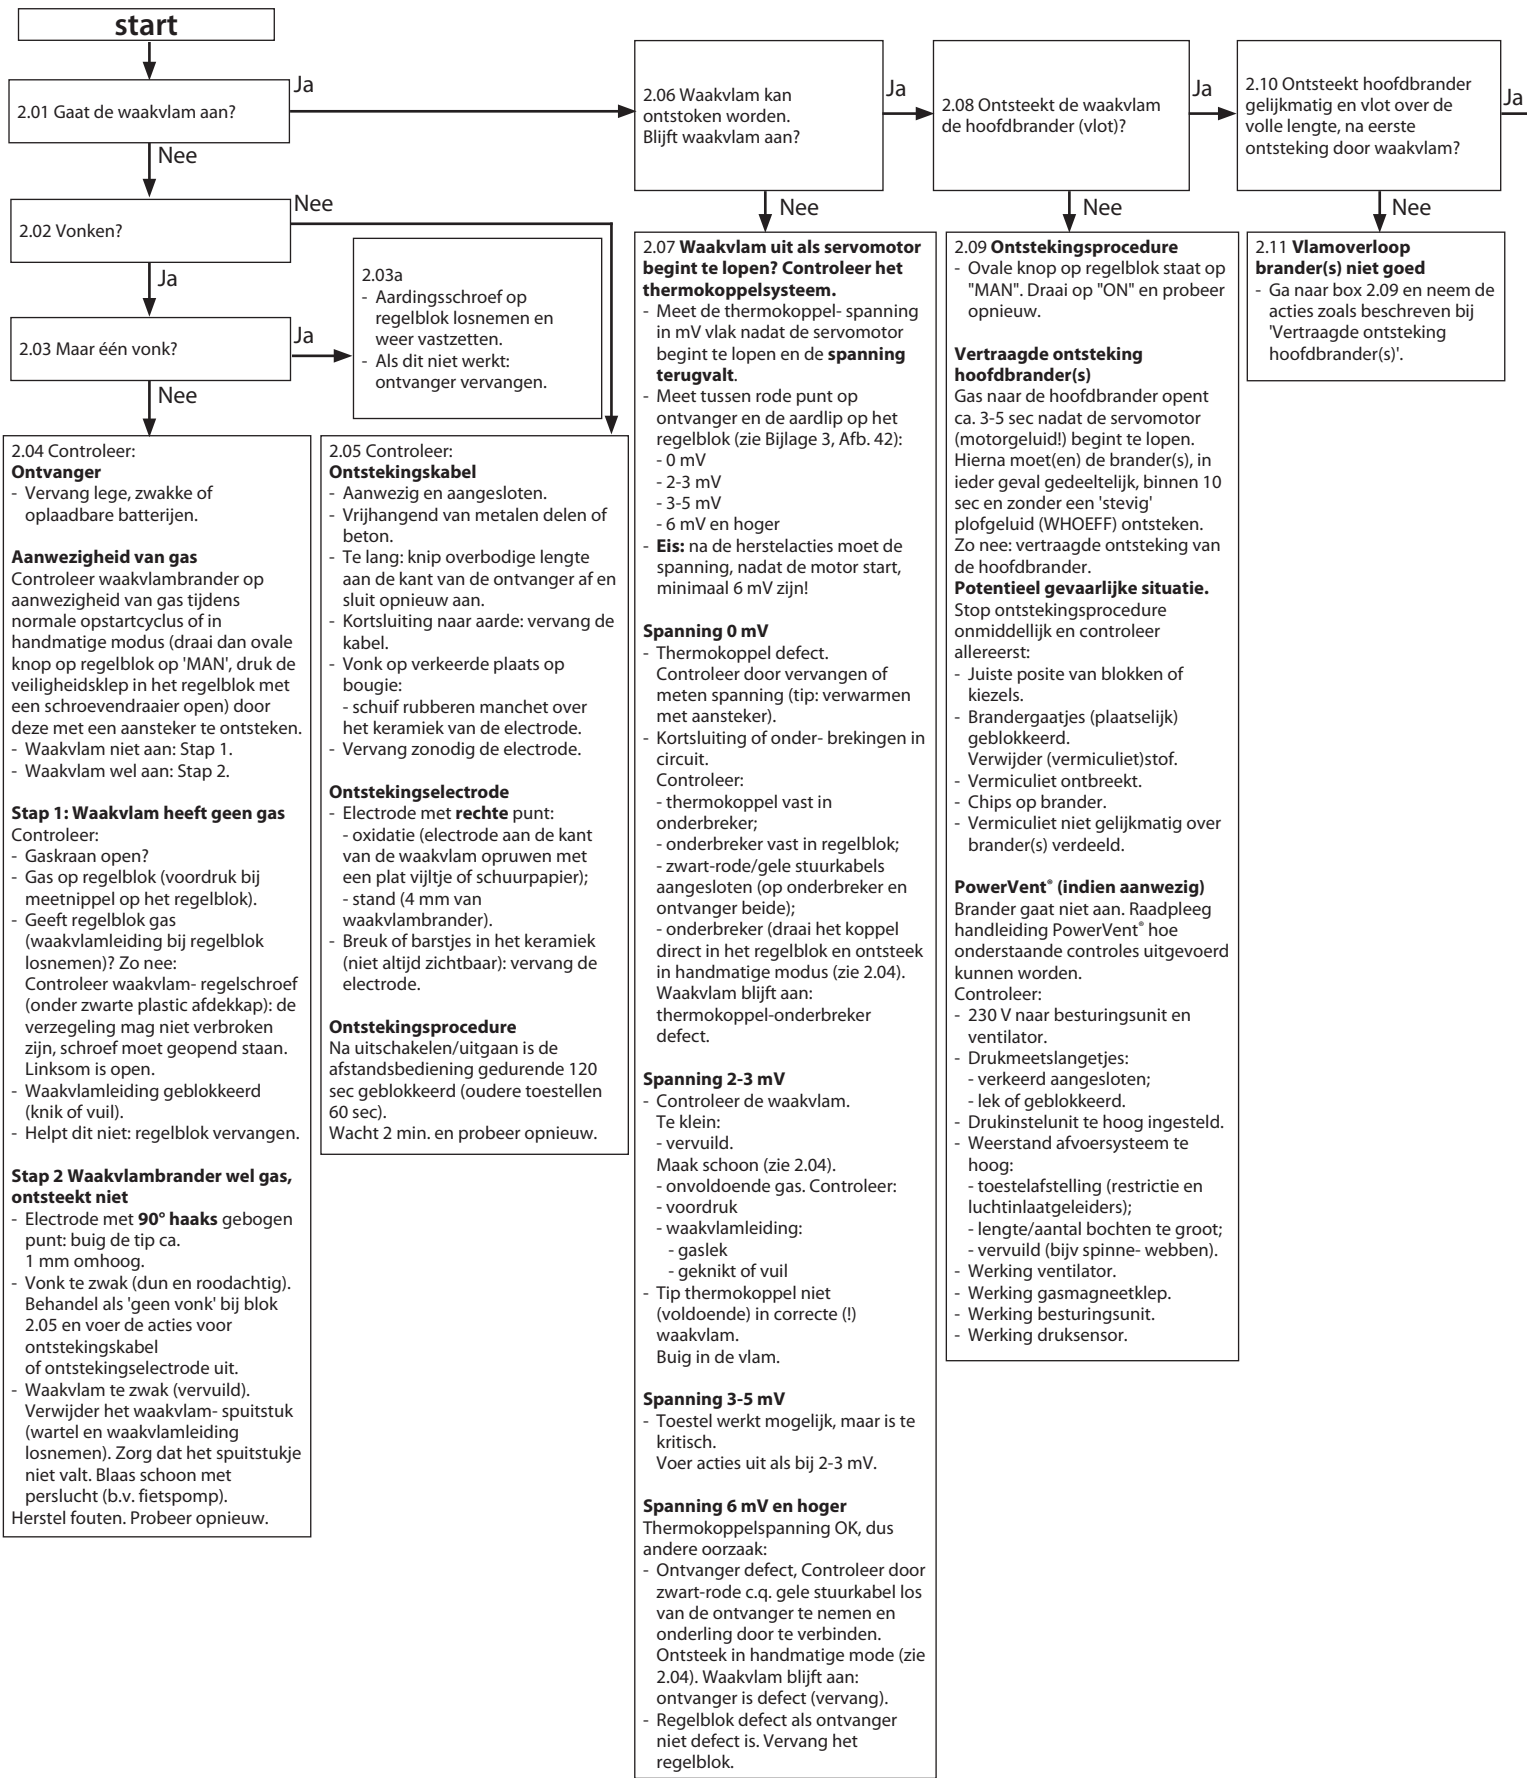 start
2.01 Gaat de waakvlam aan?
Ja
Nee
2.02 Vonken?
Nee
Ja
2.03 Maar één vonk?
Ja
Nee
2.03a
- Aardingsschroef op
regelblok losnemen en
weer vastzetten.
- Als dit niet werkt:
ontvanger vervangen.
2.04 Controleer:
Ontvanger
- Vervang lege, zwakke of
oplaadbare batterijen.
Aanwezigheid van gas
Controleer waakvlambrander op
aanwezigheid van gas tijdens
normale opstartcyclus of in
handmatige modus (draai dan ovale
knop op regelblok op 'MAN', druk de
veiligheidsklep in het regelblok met
een schroevendraaier open) door
deze met een aansteker te ontsteken.
- Waakvlam niet aan: Stap 1.
- Waakvlam wel aan: Stap 2.
Stap 1: Waakvlam heeft geen gas
Controleer:
- Gaskraan open?
- Gas op regelblok (voordruk bij
meetnippel op het regelblok).
- Geeft regelblok gas
(waakvlamleiding bij regelblok
losnemen)? Zo nee:
Controleer waakvlam- regelschroef
(onder zwarte plastic afdekkap): de
verzegeling mag niet verbroken
zijn, schroef moet geopend staan.
Linksom is open.
- Waakvlamleiding geblokkeerd
(knik of vuil).
- Helpt dit niet: regelblok vervangen.
Stap 2 Waakvlambrander wel gas,
ontsteekt niet
- Electrode met 90° haaks gebogen
punt: buig de tip ca.
1 mm omhoog.
- Vonk te zwak (dun en roodachtig).
Behandel als 'geen vonk' bij blok
2.05 en voer de acties voor
ontstekingskabel
of ontstekingselectrode uit.
- Waakvlam te zwak (vervuild).
Verwijder het waakvlam- spuitstuk
(wartel en waakvlamleiding
losnemen). Zorg dat het spuitstukje
niet valt. Blaas schoon met
perslucht (b.v. fietspomp).
Herstel fouten. Probeer opnieuw.
2.05 Controleer:
Ontstekingskabel
- Aanwezig en aangesloten.
- Vrijhangend van metalen delen of
beton.
- Te lang: knip overbodige lengte
aan de kant van de ontvanger af en
sluit opnieuw aan.
- Kortsluiting naar aarde: vervang de
kabel.
- Vonk op verkeerde plaats op
bougie:
- schuif rubberen manchet over
het keramiek van de electrode.
- Vervang zonodig de electrode.
Ontstekingselectrode
- Electrode met rechte punt:
- oxidatie (electrode aan de kant
van de waakvlam opruwen met
een plat vijltje of schuurpapier);
- stand (4 mm van
waakvlambrander).
- Breuk of barstjes in het keramiek
(niet altijd zichtbaar): vervang de
electrode.
Ontstekingsprocedure
Na uitschakelen/uitgaan is de
afstandsbediening gedurende 120
sec geblokkeerd (oudere toestellen
60 sec).
Wacht 2 min. en probeer opnieuw.
2.06 Waakvlam kan
ontstoken worden.
Blijft waakvlam aan?
Ja
Nee
2.07 Waakvlam uit als servomotor
begint te lopen? Controleer het
thermokoppelsysteem.
- Meet de thermokoppel- spanning
in mV vlak nadat de servomotor
begint te lopen en de spanning
terugvalt.
- Meet tussen rode punt op
ontvanger en de aardlip op het
regelblok (zie Bijlage 3, Afb. 42):
- 0 mV
- 2-3 mV
- 3-5 mV
- 6 mV en hoger
- Eis: na de herstelacties moet de
spanning, nadat de motor start,
minimaal 6 mV zijn!
Spanning 0 mV
- Thermokoppel defect.
Controleer door vervangen of
meten spanning (tip: verwarmen
met aansteker).
- Kortsluiting of onder- brekingen in
circuit.
Controleer:
- thermokoppel vast in
onderbreker;
- onderbreker vast in regelblok;
- zwart-rode/gele stuurkabels
aangesloten (op onderbreker en
ontvanger beide);
- onderbreker (draai het koppel
direct in het regelblok en ontsteek
in handmatige modus (zie 2.04).
Waakvlam blijft aan:
thermokoppel-onderbreker
defect.
Spanning 2-3 mV
- Controleer de waakvlam.
Te klein:
- vervuild.
Maak schoon (zie 2.04).
- onvoldoende gas. Controleer:
- voordruk
- waakvlamleiding:
- gaslek
- geknikt of vuil
- Tip thermokoppel niet
(voldoende) in correcte (!)
waakvlam.
Buig in de vlam.
Spanning 3-5 mV
- Toestel werkt mogelijk, maar is te
kritisch.
Voer acties uit als bij 2-3 mV.
Spanning 6 mV en hoger
Thermokoppelspanning OK, dus
andere oorzaak:
- Ontvanger defect, Controleer door
zwart-rode c.q. gele stuurkabel los
van de ontvanger te nemen en
onderling door te verbinden.
Ontsteek in handmatige mode (zie
2.04). Waakvlam blijft aan:
ontvanger is defect (vervang).
- Regelblok defect als ontvanger
niet defect is. Vervang het
regelblok.
2.08 Ontsteekt de waakvlam
de hoofdbrander (vlot)?
Ja
Nee
2.09 Ontstekingsprocedure
- Ovale knop op regelblok staat op
"MAN". Draai op "ON" en probeer
opnieuw.
Vertraagde ontsteking
hoofdbrander(s)
Gas naar de hoofdbrander opent
ca. 3-5 sec nadat de servomotor
(motorgeluid!) begint te lopen.
Hierna moet(en) de brander(s), in
ieder geval gedeeltelijk, binnen 10
sec en zonder een 'stevig'
plofgeluid (WHOEFF) ontsteken.
Zo nee: vertraagde ontsteking van
de hoofdbrander.
Potentieel gevaarlijke situatie.
Stop ontstekingsprocedure
onmiddellijk en controleer
allereerst:
- Juiste posite van blokken of
kiezels.
- Brandergaatjes (plaatselijk)
geblokkeerd.
Verwijder (vermiculiet)stof.
- Vermiculiet ontbreekt.
- Chips op brander.
- Vermiculiet niet gelijkmatig over
brander(s) verdeeld.
PowerVent® (indien aanwezig)
Brander gaat niet aan. Raadpleeg
handleiding PowerVent® hoe
onderstaande controles uitgevoerd
kunnen worden.
Controleer:
- 230 V naar besturingsunit en
ventilator.
- Drukmeetslangetjes:
- verkeerd aangesloten;
- lek of geblokkeerd.
- Drukinstelunit te hoog ingesteld.
- Weerstand afvoersysteem te
hoog:
- toestelafstelling (restrictie en
luchtinlaatgeleiders);
- lengte/aantal bochten te groot;
- vervuild (bijv spinne- webben).
- Werking ventilator.
- Werking gasmagneetklep.
- Werking besturingsunit.
- Werking druksensor.
2.10 Ontsteekt hoofdbrander
gelijkmatig en vlot over de
volle lengte, na eerste
ontsteking door waakvlam?
Ja
Nee
2.11 Vlamoverloop
brander(s) niet goed
- Ga naar box 2.09 en neem de
acties zoals beschreven bij
'Vertraagde ontsteking
hoofdbrander(s)'.